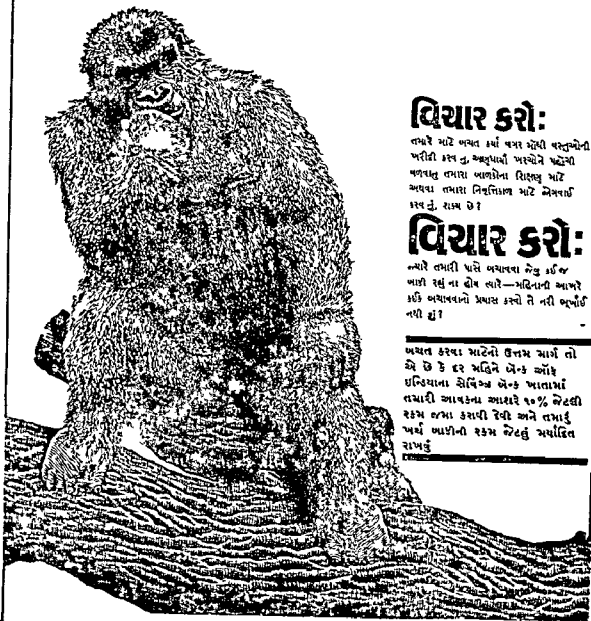 વિચાર કરો:
તમારે માટે બચત કર્યા વગર મોંઘી વસ્તુઓની
ખરીદી કરવાનું, અણધાર્યા ખર્ચોને પહોંચી
વળવાનું તમારા બાળકોના શિક્ષણ માટે
અથવા તમારા નિવૃત્તિકાળ માટે જોગવાઈ
કરવાનું, શક્ય છે?
વિચાર કરો:
જ્યારે તમારી પાસે બચાવવા જેવું કંઈ જ
બાકી રહ્યું ના હોય ત્યારે—મહિનાની આખરે
કંઈક બચાવવાનો પ્રયાસ કરવો તે નરી મૂર્ખાઈ
નથી શું?
બચત કરવા માટેનો ઉત્તમ માર્ગ તો
એ છે કે દર મહિને બેન્ક ઑફ
ઇન્ડિયાના સેવિંગ્ઝ બેન્ક ખાતામાં
તમારી આવકના આશરે ૧૦% જેટલી
રકમ જમા કરાવી દેવી અને તમારું
ખર્ચ બાકીની રકમ જેટલું મર્યાદિત
રાખવું